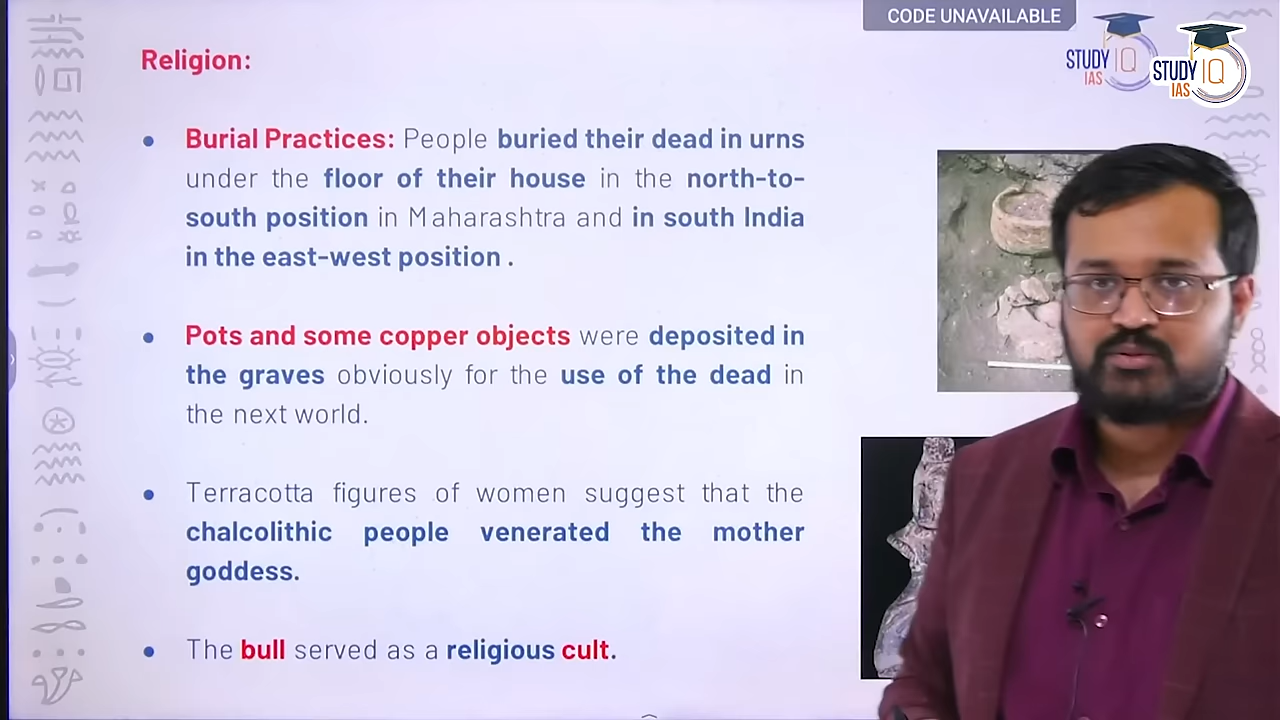 CODE UNAVAILABLE
STUDY IQ
IAS
STUDY IQ
IAS
Religion:
• Burial Practices: People buried their dead in urns
under the floor of their house in the north-to-
south position in Maharashtra and in south India
in the east-west position .
• Pots and some copper objects were deposited in
the graves obviously for the use of the dead in
the next world.
• Terracotta figures of women suggest that the
chalcolithic people venerated the mother
goddess.
• The bull served as a religious cult.